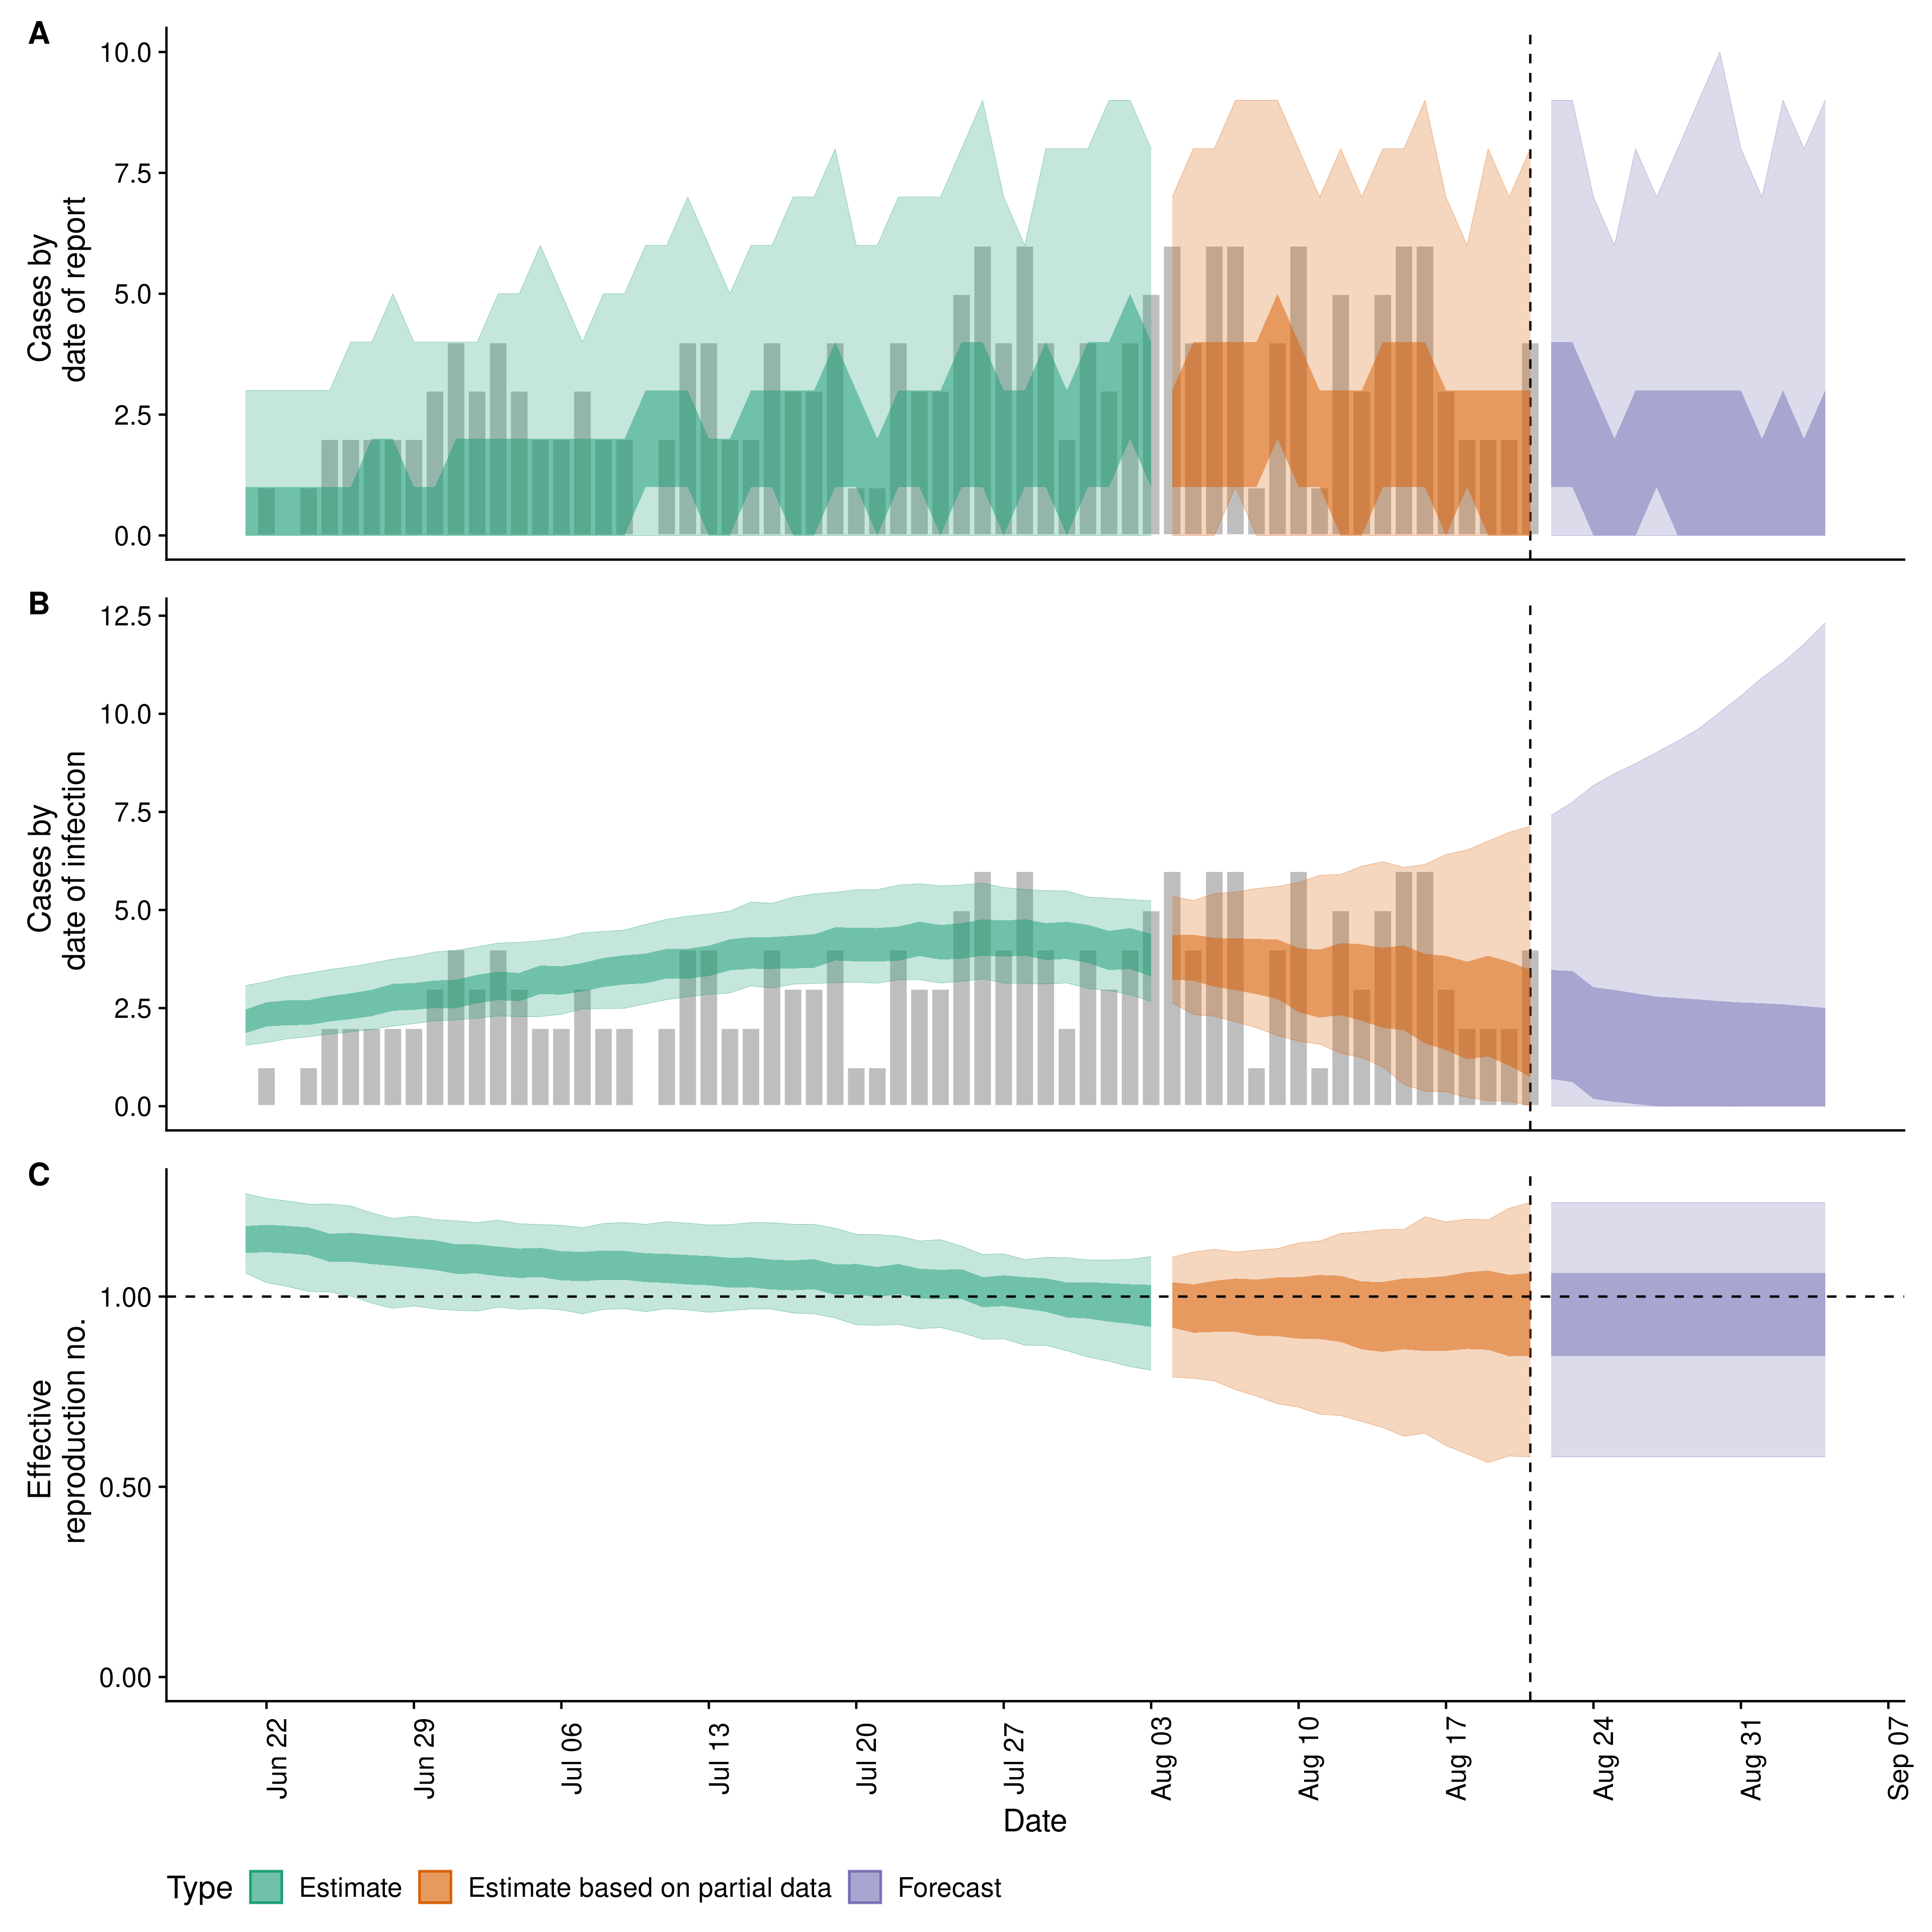 A
10.0
7.5
5.0
2.5
0.0
Cases by
date of report
B
12.5
10.0
7.5
5.0
2.5
0.0
Cases by
date of infection
C
1.00
0.50
0.00
Effective
reproduction no.
Jun 22
Jun 29
Jul 06
Jul 13
Jul 20
Jul 27
Aug 03
Aug 10
Aug 17
Aug 24
Aug 31
Sep 07
Date
Type Estimate Estimate based on partial data Forecast